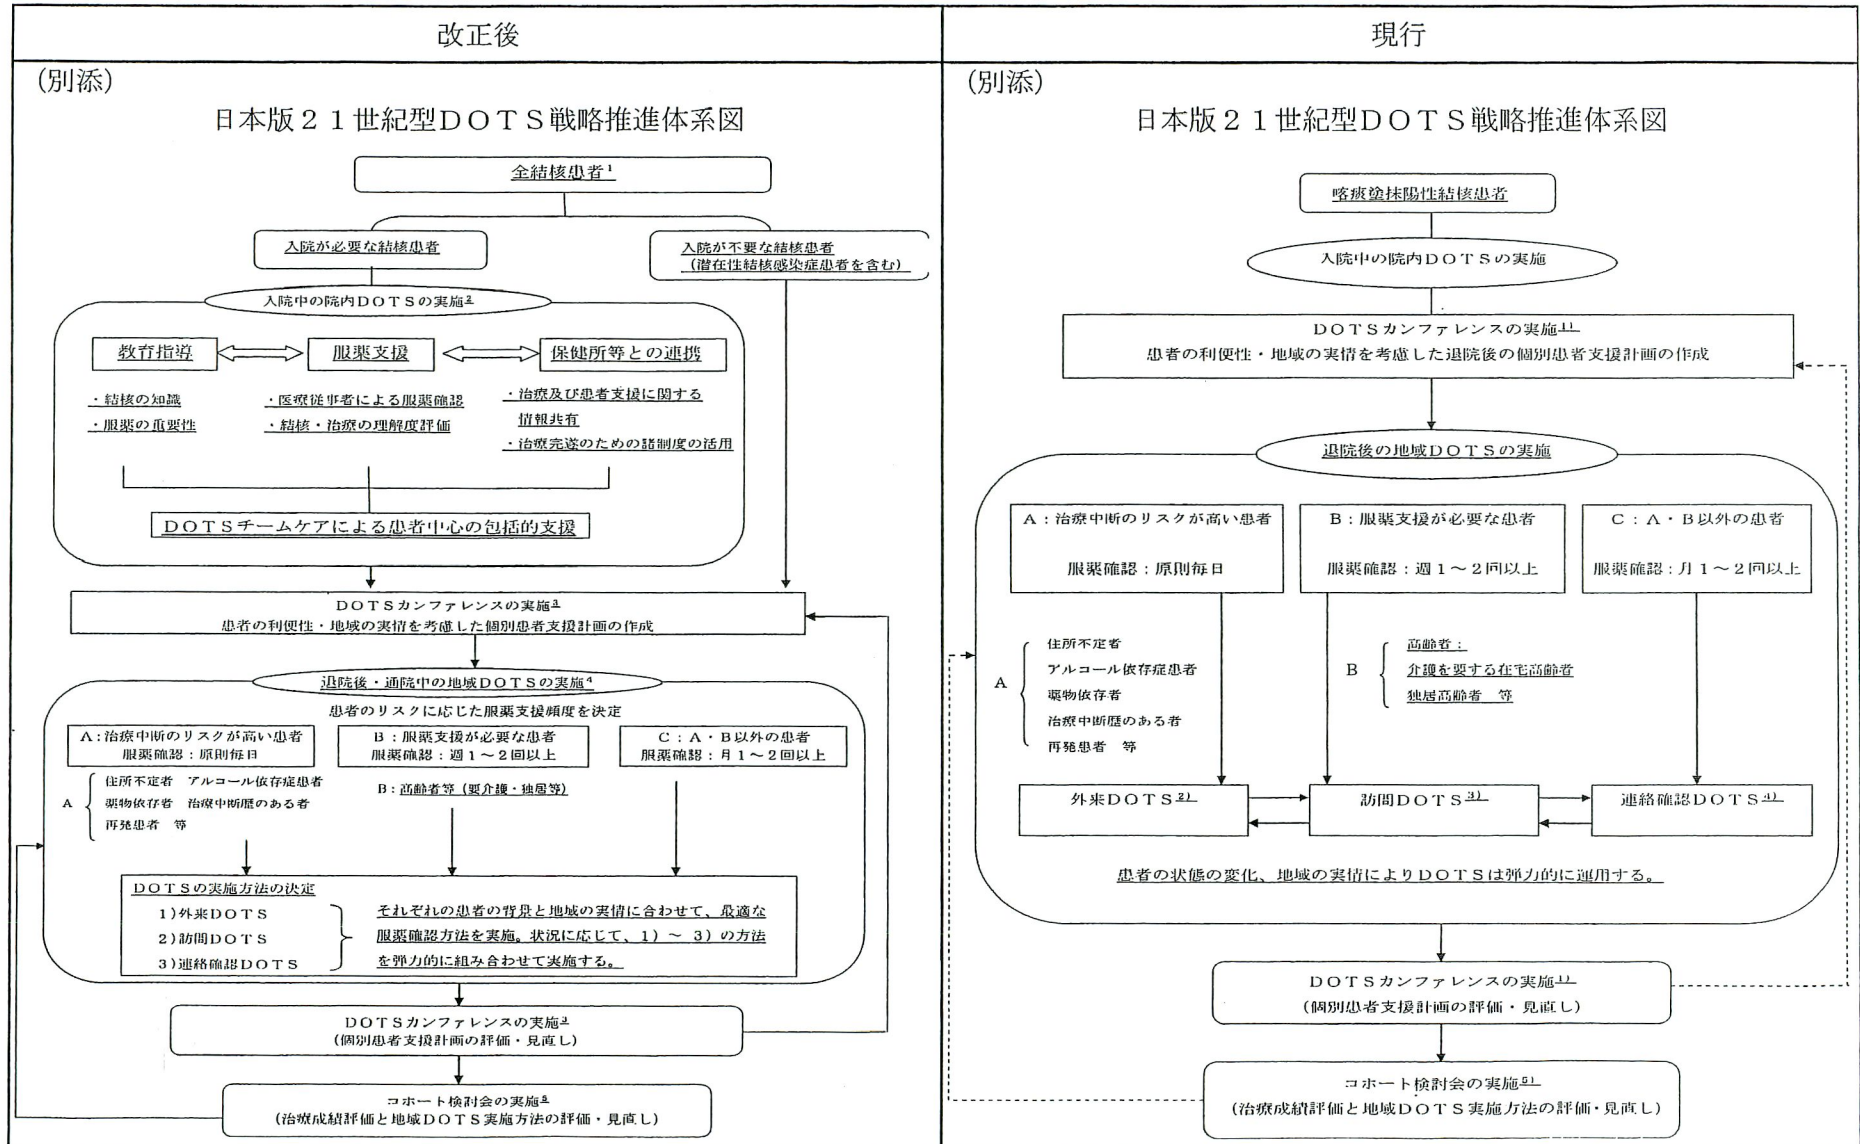 改正後
(別添)
日本版21世紀型DOTS戦略推進体系図
全結核患者1
入院が必要な結核患者
入院が不要な結核患者
(潜在性結核感染症患者を含む)
入院中の院内DOTSの実施2
教育指導
服薬支援
保健所等との連携
・結核の知識
・服薬の重要性
・医療従事者による服薬確認
・結核・治療の理解度評価
・治療及び患者支援に関する
情報共有
・治療完遂のための諸制度の活用
DOTSチームケアによる患者中心の包括的支援
DOTSカンファレンスの実施3
患者の利便性・地域の実情を考慮した個別患者支援計画の作成
退院後・通院中の地域DOTSの実施4
患者のリスクに応じた服薬支援頻度を決定
A:治療中断のリスクが高い患者
服薬確認:原則毎日
B:服薬支援が必要な患者
服薬確認:週1〜2回以上
C:A・B以外の患者
服薬確認:月1〜2回以上
A
住所不定者 アルコール依存症患者
薬物依存者 治療中断歴のある者
再発患者 等
B:高齢者等(要介護・独居等)
DOTSの実施方法の決定
1)外来DOTS
2)訪問DOTS
3)連絡確認DOTS
それぞれの患者の背景と地域の実情に合わせて、最適な
服薬確認方法を実施。状況に応じて、1)〜3)の方法
を弾力的に組み合わせて実施する。
DOTSカンファレンスの実施3
(個別患者支援計画の評価・見直し)
コホート検討会の実施
(治療成績評価と地域DOTS実施方法の評価・見直し)
現行
(別添)
日本版21世紀型DOTS戦略推進体系図
喀痰塗抹陽性結核患者
入院中の院内DOTSの実施
DOTSカンファレンスの実施1)
患者の利便性・地域の実情を考慮した退院後の個別患者支援計画の作成
退院後の地域DOTSの実施
A:治療中断のリスクが高い患者
服薬確認:原則毎日
B:服薬支援が必要な患者
服薬確認:週1〜2回以上
C:A・B以外の患者
服薬確認:月1〜2回以上
A
住所不定者
アルコール依存症患者
薬物依存者
治療中断歴のある者
再発患者 等
B
高齢者:
介護を要する在宅高齢者
独居高齢者 等
外来DOTS2)
訪問DOTS3)
連絡確認DOTS4)
患者の状態の変化、地域の実情によりDOTSは弾力的に運用する。
DOTSカンファレンスの実施1)
(個別患者支援計画の評価・見直し)
コホート検討会の実施5)
(治療成績評価と地域DOTS実施方法の評価・見直し)